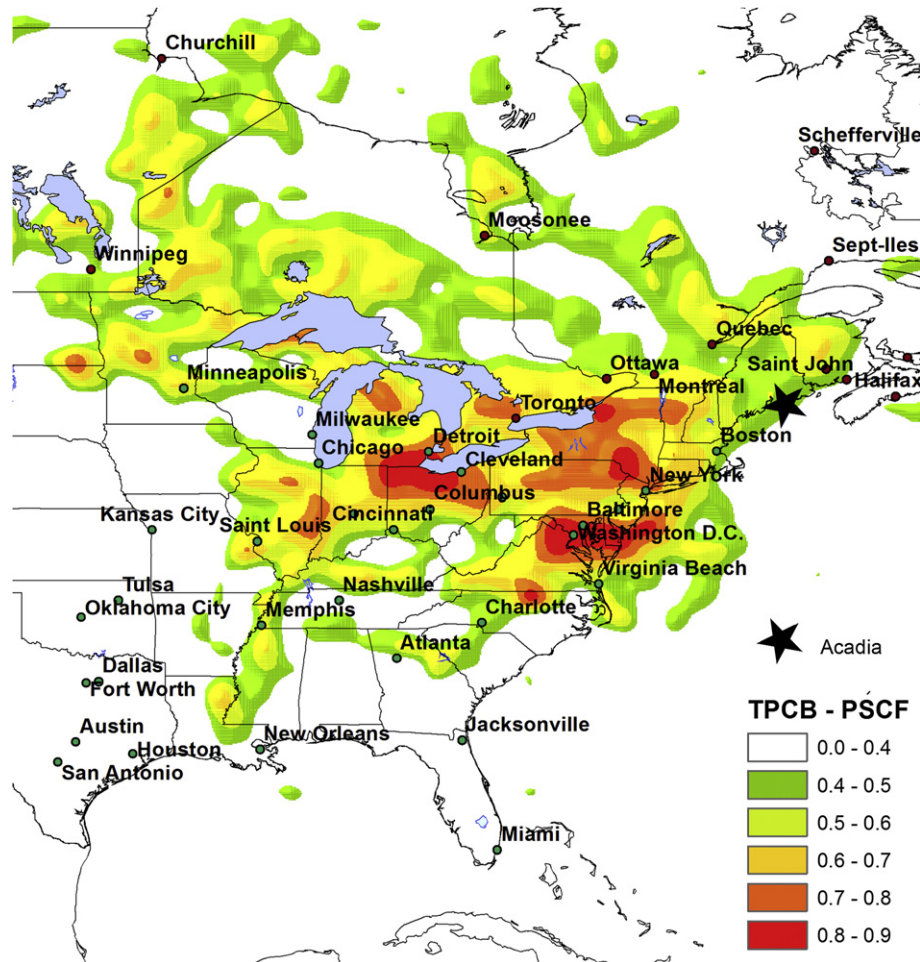 Churchill
Schefferville
Moosonee
Sept-Iles
Winnipeg
Quebec
Ottawa
Saint John
Minneapolis
Montreal
Halifax
Toronto
Milwaukee
Detroit
Boston
Chicago
Cleveland
New York
Columbus
Kansas City
Baltimore
Saint Louis
Cincinnati
Washington D.C.
Virginia Beach
Tulsa
Nashville
Oklahoma City
Memphis
Charlotte
Atlanta
Acadia
Dallas
Fort Worth
TPCB - PŚCF
Austin
Jacksonville
New Orleans
Houston
0.0 - 0.4
San Antonio
0.4 - 0.5
0.5 - 0.6
Miami
0.6 - 0.7
0.7 - 0.8
0.8 - 0.9